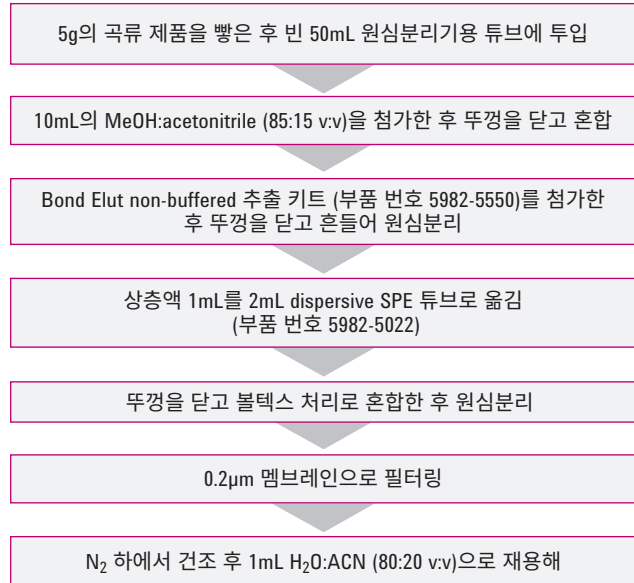 5g의 곡류 제품을 빻은 후 빈 50mL 원심분리기용 튜브에 투입
10mL의 MeOH:acetonitrile (85:15 v:v)을 첨가한 후 뚜껑을 닫고 혼합
Bond Elut non-buffered 추출 키트 (부품 번호 5982-5550)를 첨가한
후 뚜껑을 닫고 흔들어 원심분리
상층액 1mL를 2mL dispersive SPE 튜브로 옮김
(부품 번호 5982-5022)
뚜껑을 닫고 볼텍스 처리로 혼합한 후 원심분리
0.2µm 멤브레인으로 필터링
N₂ 하에서 건조 후 1mL H₂O:ACN (80:20 v:v)으로 재용해